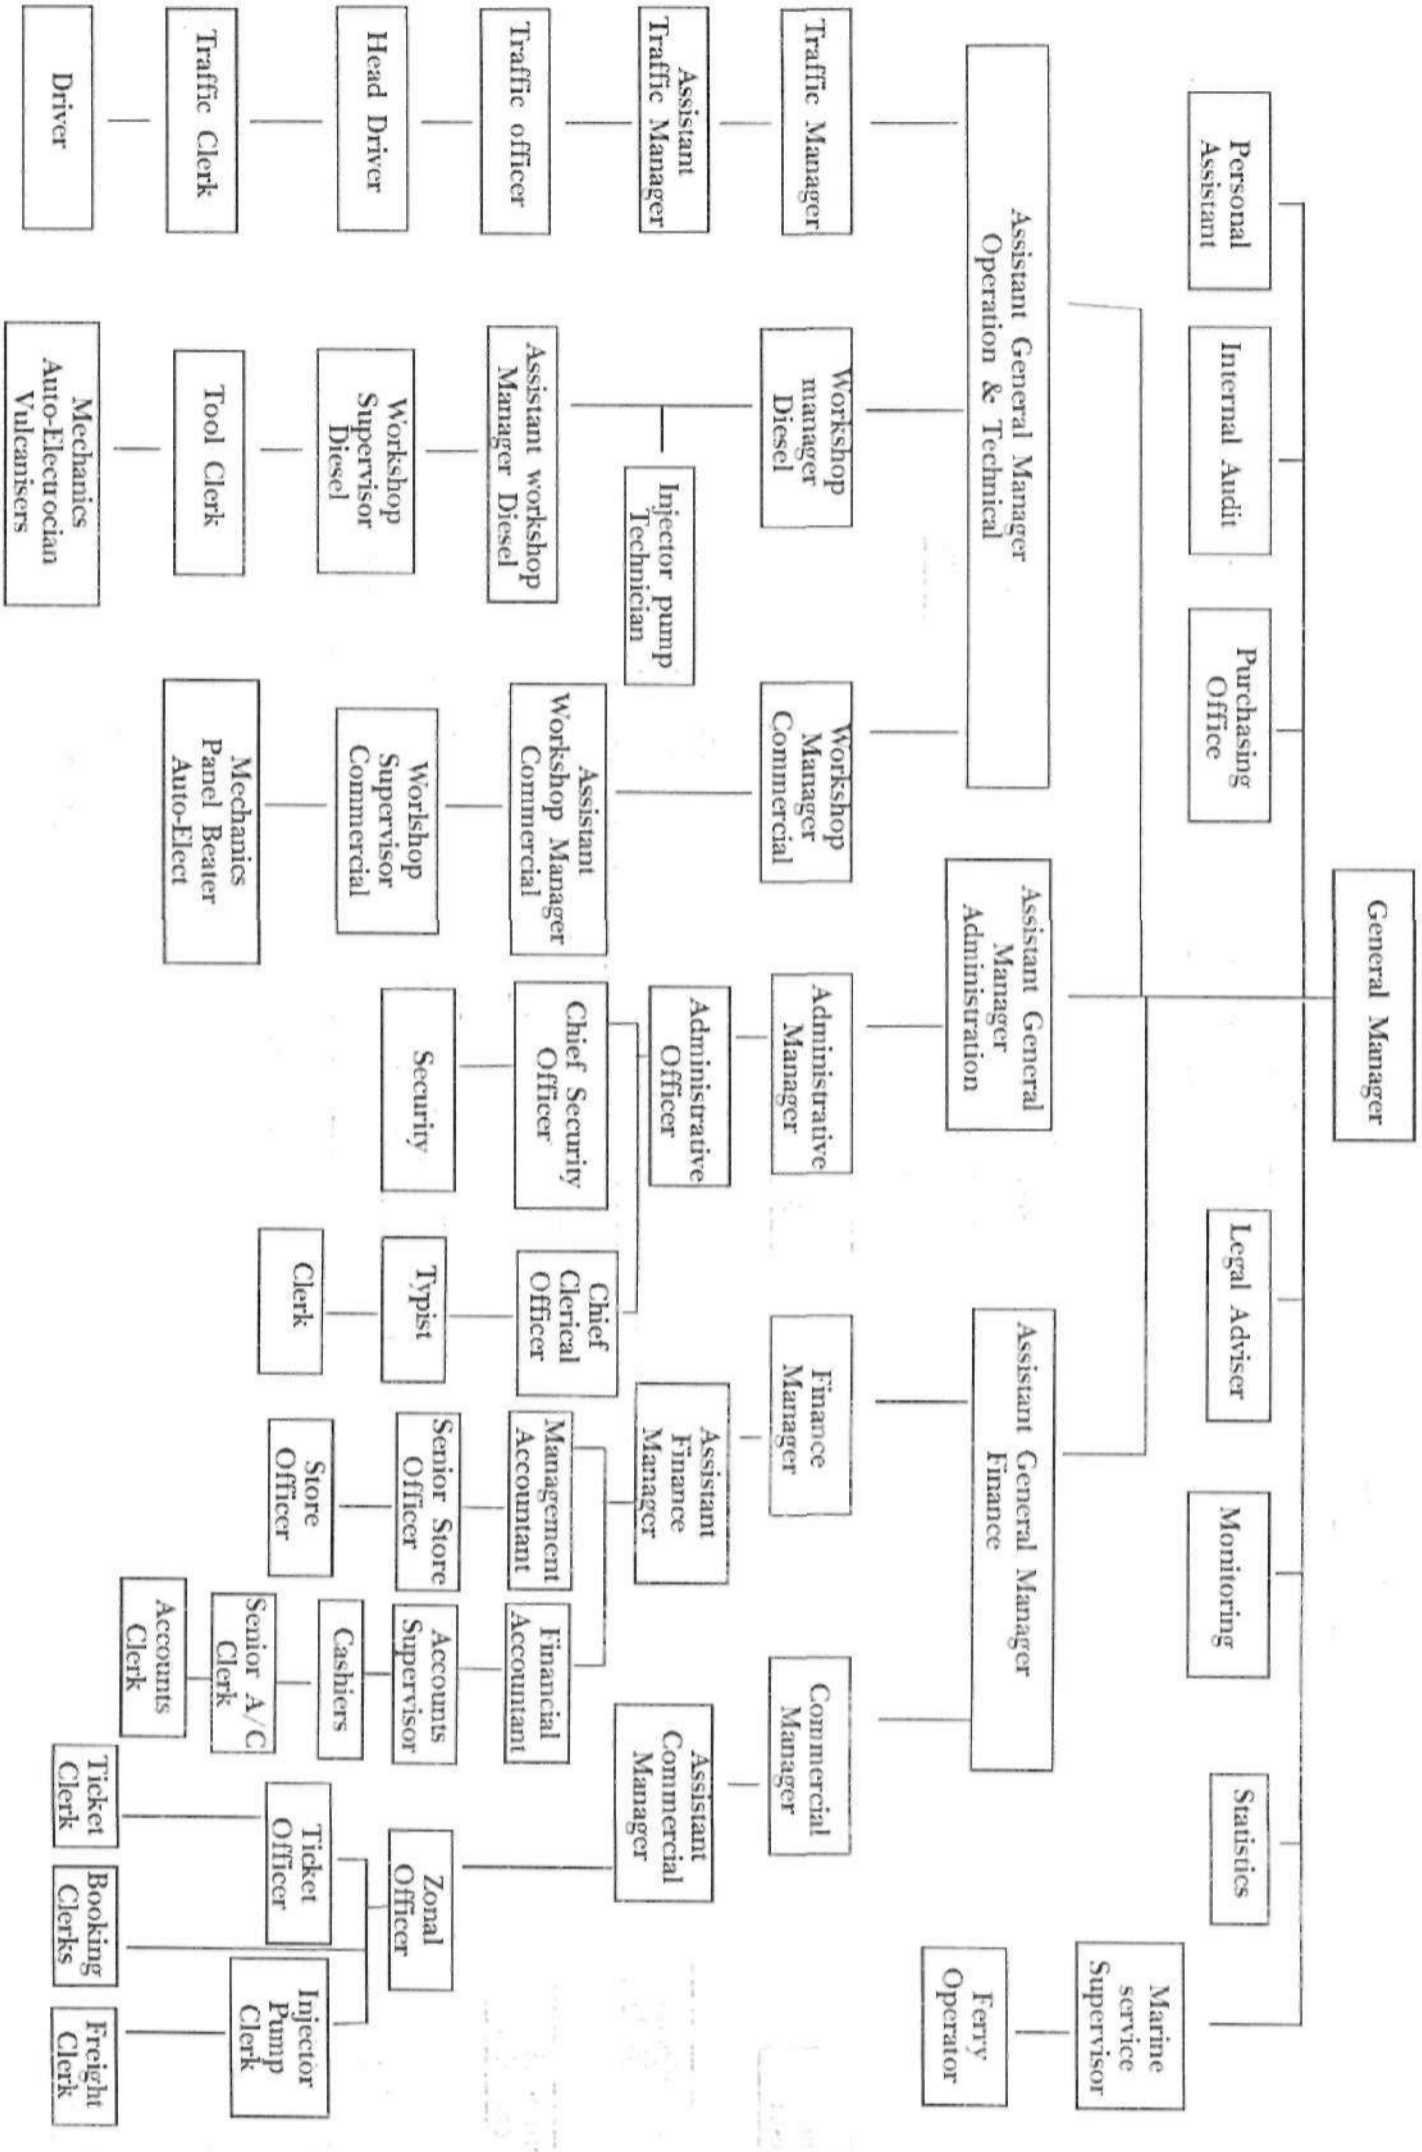 General Manager
Personal
Assistant
Internal Audit
Purchasing
Office
Legal Adviser
Monitoring
Statistics
Marine
service
Supervisor
Ferry
Operator
Assistant General Manager
Operation & Technical
Assistant General
Manager
Administration
Assistant General Manager
Finance
Traffic Manager
Workshop
manager
Diesel
Workshop
Manager
Commercial
Administrative
Manager
Finance
Manager
Commercial
Manager
Assistant
Traffic Manager
Injector pump
Technician
Administrative
Officer
Assistant
Finance
Manager
Assistant
Commercial
Manager
Traffic officer
Assistant workshop
Manager Diesel
Assistant
Workshop Manager
Commercial
Chief Security
Officer
Chief
Clerical
Officer
Management
Accountant
Financial
Accountant
Head Driver
Workshop
Supervisor
Diesel
Worlshop
Supervisor
Commercial
Security
Typist
Senior Store
Officer
Accounts
Supervisor
Zonal
Officer
Traffic Clerk
Tool Clerk
Mechanics
Panel Beater
Auto-Elect
Clerk
Store
Officer
Cashiers
Senior A/C
Clerk
Ticket
Officer
Injector
Pump
Clerk
Driver
Mechanics
Auto-Electrocian
Vulcanisers
Accounts
Clerk
Ticket
Clerk
Booking
Clerks
Freight
Clerk